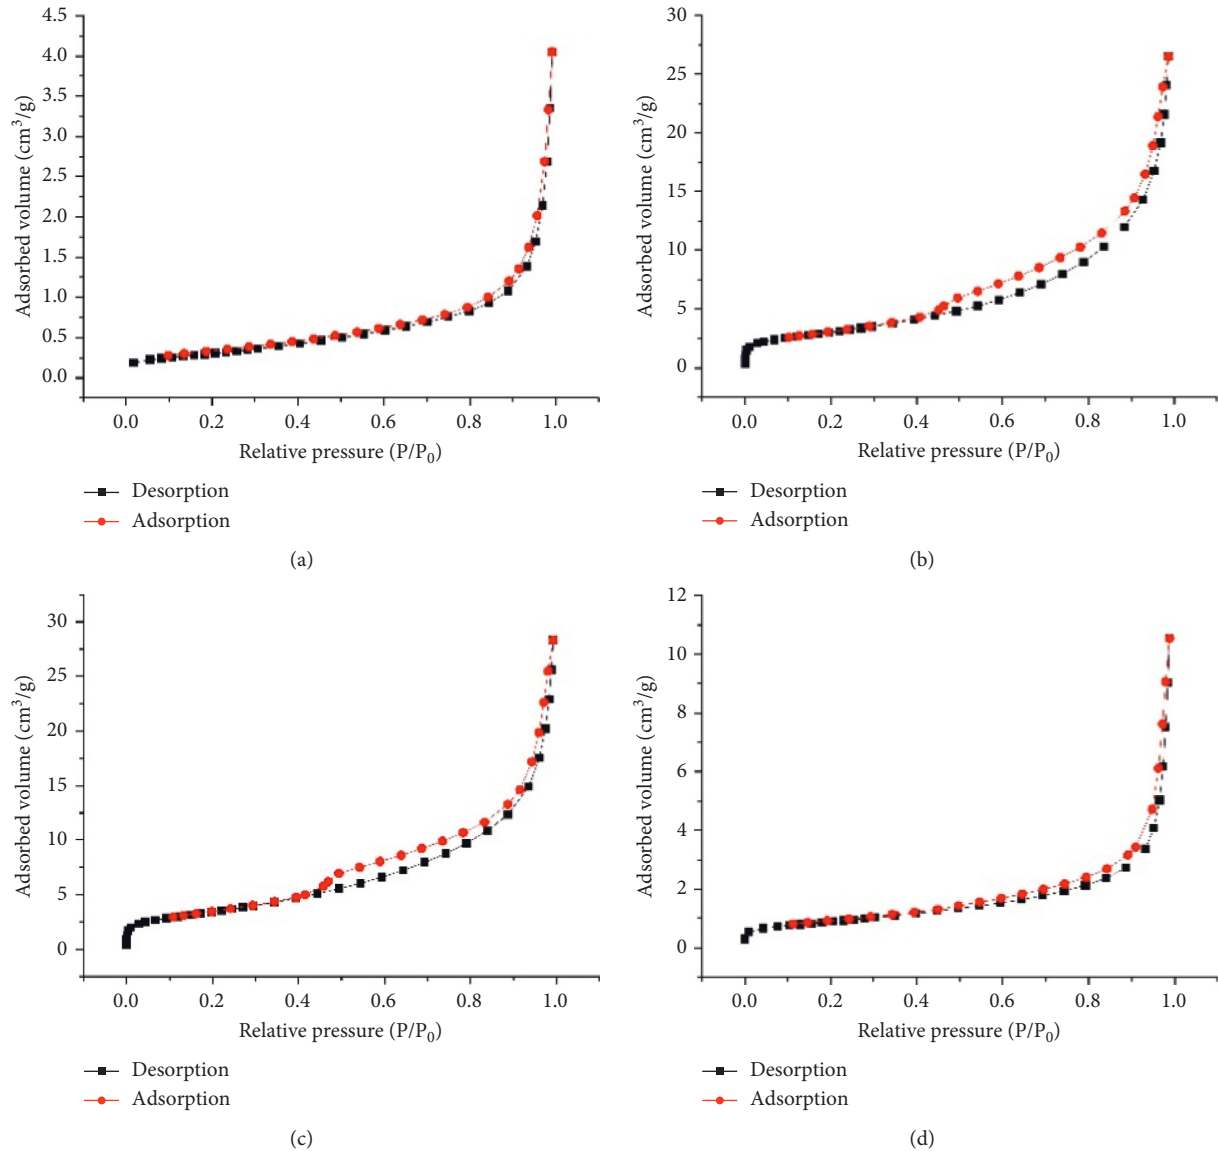 4.5
4.0
3.5
3.0
2.5
2.0
1.5
1.0
0.5
0.0
Adsorbed volume (cm³/g)
0.0 0.2 0.4 0.6 0.8 1.0
Relative pressure (P/P₀)
Desorption
Adsorption
(a)
30
25
20
15
10
5
0
Adsorbed volume (cm³/g)
0.0 0.2 0.4 0.6 0.8 1.0
Relative pressure (P/P₀)
Desorption
Adsorption
(b)
30
25
20
15
10
5
0
Adsorbed volume (cm³/g)
0.0 0.2 0.4 0.6 0.8 1.0
Relative pressure (P/P₀)
Desorption
Adsorption
(c)
12
10
8
6
4
2
0
Adsorbed volume (cm³/g)
0.0 0.2 0.4 0.6 0.8 1.0
Relative pressure (P/P₀)
Desorption
Adsorption
(d)